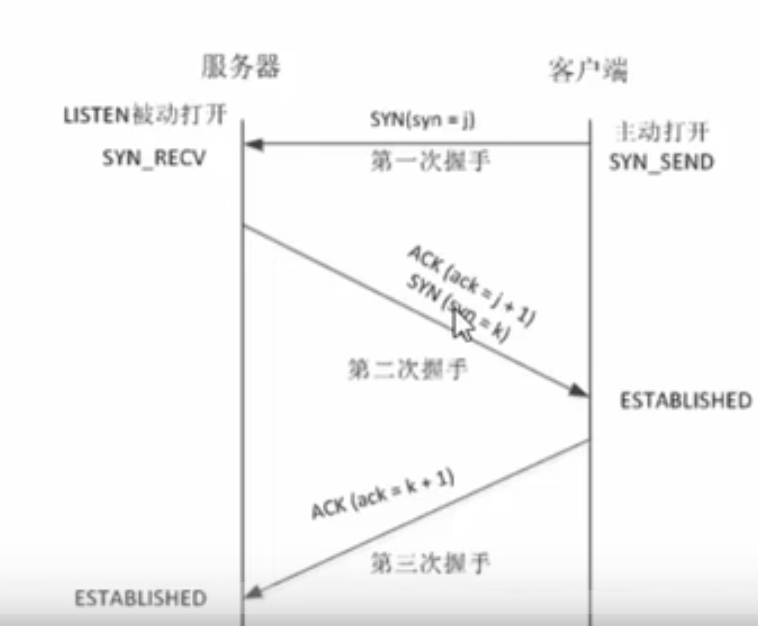 服务器
客户端
LISTEN被动打开
SYN(syn = j)
主动打开
SYN_RECV
第一次握手
SYN_SEND
ACK (ack = j + 1)
SYN (syn = k)
第二次握手
ESTABLISHED
ACK (ack = k + 1)
第三次握手
ESTABLISHED